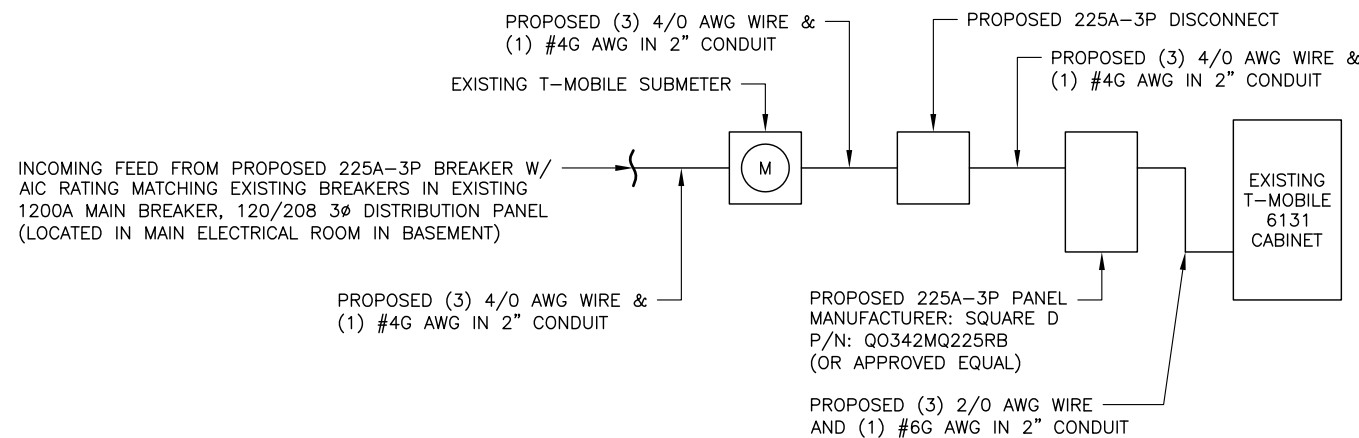 PROPOSED (3) 4/0 AWG WIRE &
(1) #4G AWG IN 2" CONDUIT
PROPOSED 225A-3P DISCONNECT
PROPOSED (3) 4/0 AWG WIRE &
(1) #4G AWG IN 2" CONDUIT
EXISTING T-MOBILE SUBMETER
INCOMING FEED FROM PROPOSED 225A-3P BREAKER W/
AIC RATING MATCHING EXISTING BREAKERS IN EXISTING
1200A MAIN BREAKER, 120/208 3ø DISTRIBUTION PANEL
(LOCATED IN MAIN ELECTRICAL ROOM IN BASEMENT)
M
EXISTING
T-MOBILE
6131
CABINET
PROPOSED (3) 4/0 AWG WIRE &
(1) #4G AWG IN 2" CONDUIT
PROPOSED 225A-3P PANEL
MANUFACTURER: SQUARE D
P/N: QO342MQ225RB
(OR APPROVED EQUAL)
PROPOSED (3) 2/0 AWG WIRE
AND (1) #6G AWG IN 2" CONDUIT